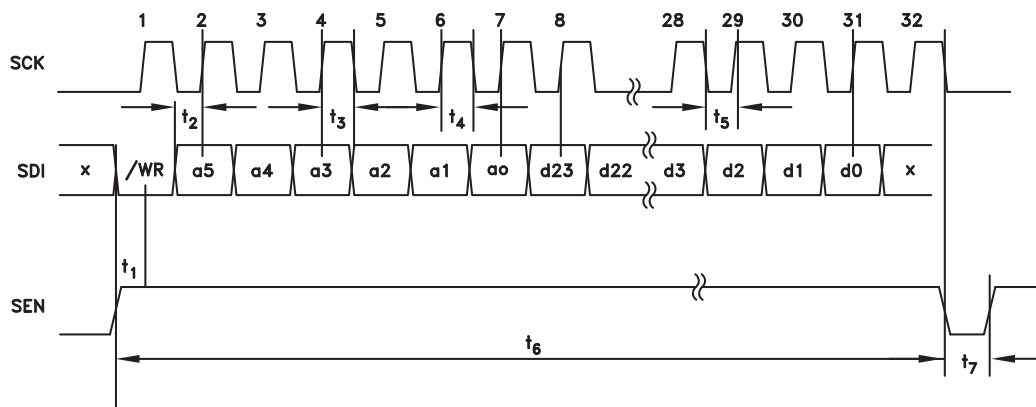 1 2 3 4 5 6 7 8 28 29 30 31 32
SCK
t2 t3 t4 t5
SDI x /WR a5 a4 a3 a2 a1 ao d23 d22 d3 d2 d1 d0 x
t1
SEN
t6
t7